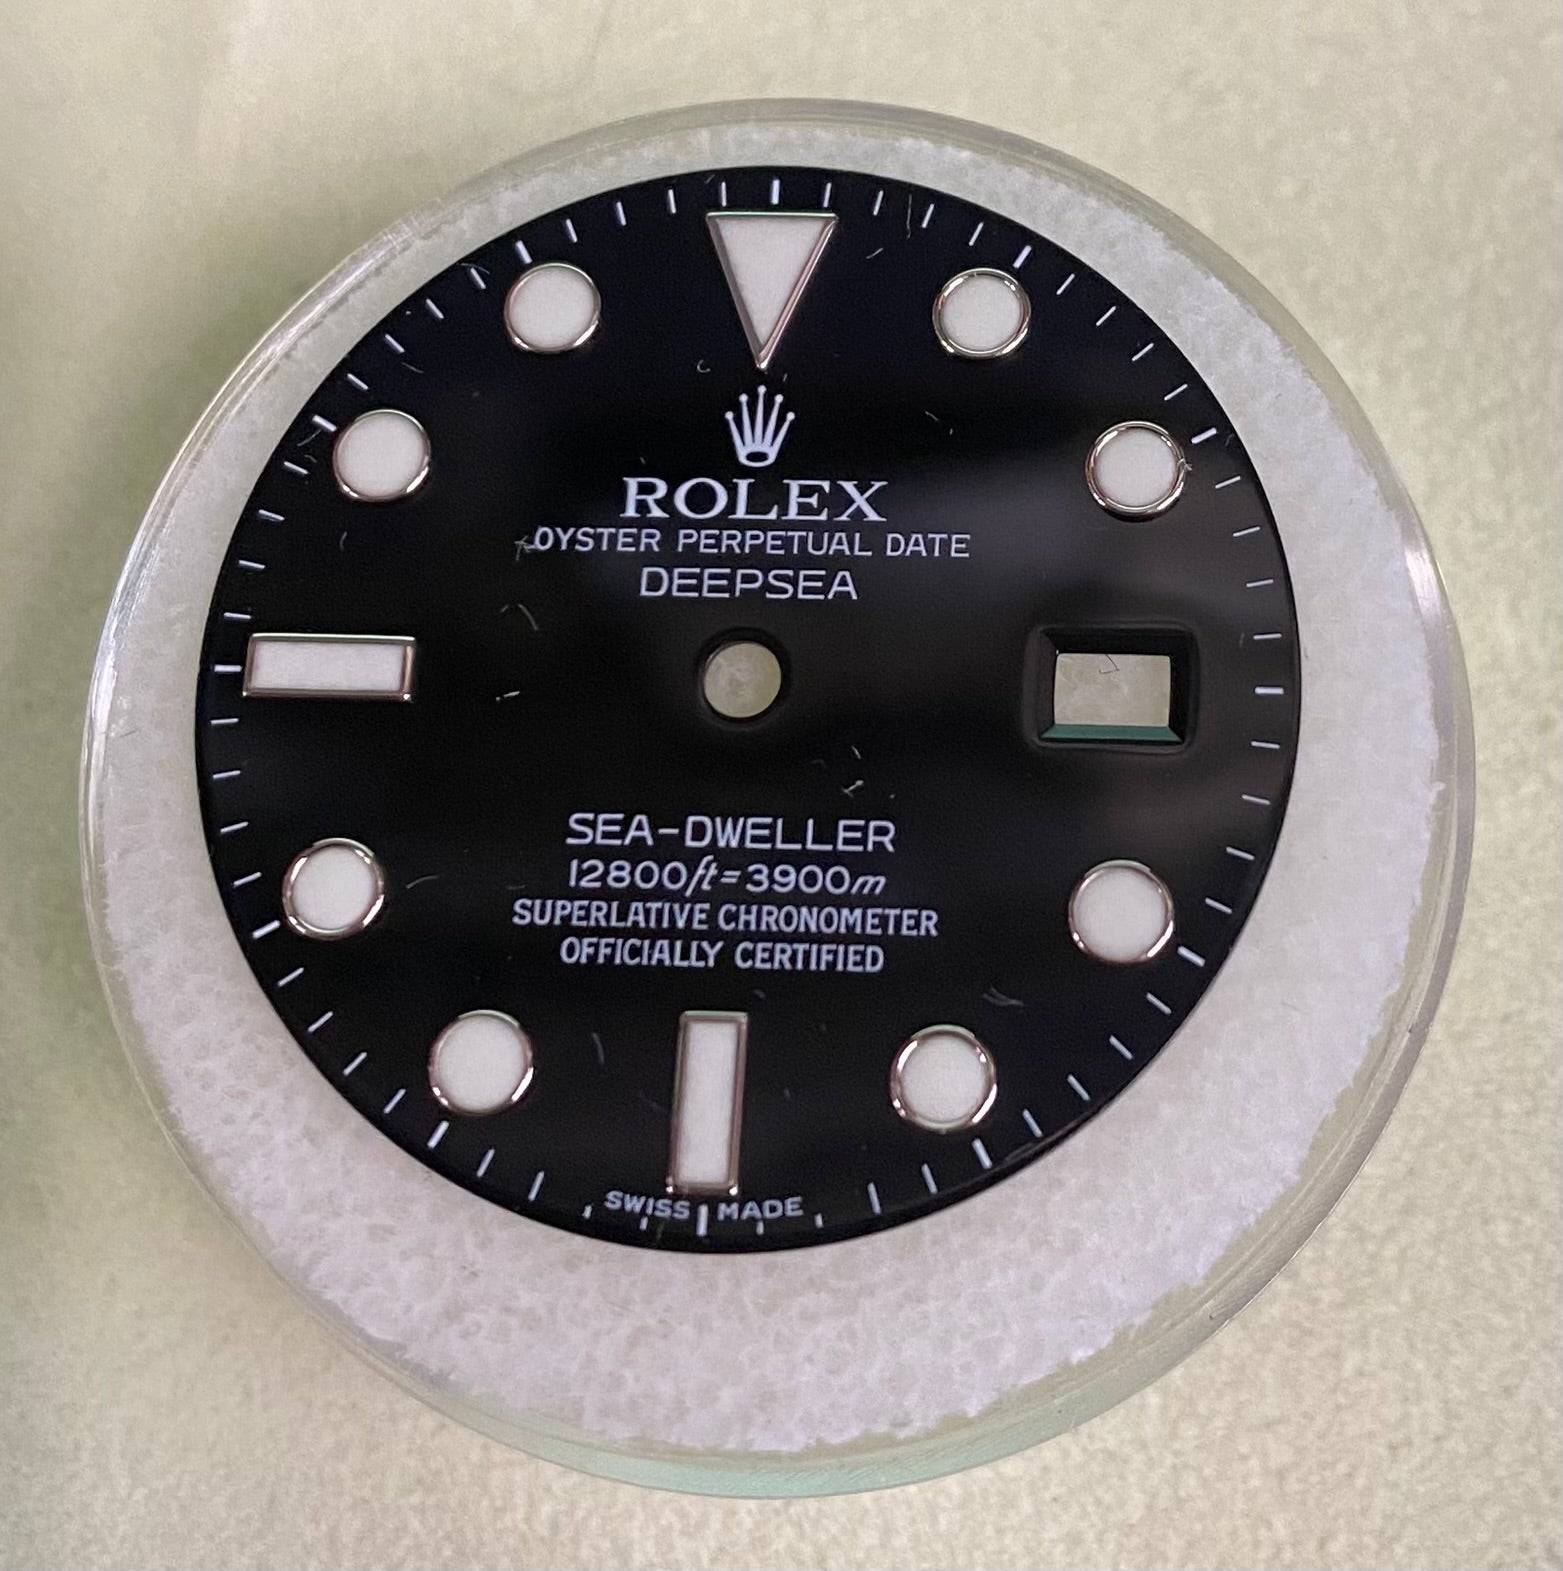 ROLEX
OYSTER PERPETUAL DATE
DEEPSEA
SEA-DWELLER
12800ft=3900m
SUPERLATIVE CHRONOMETER
OFFICIALLY CERTIFIED
SWISS MADE